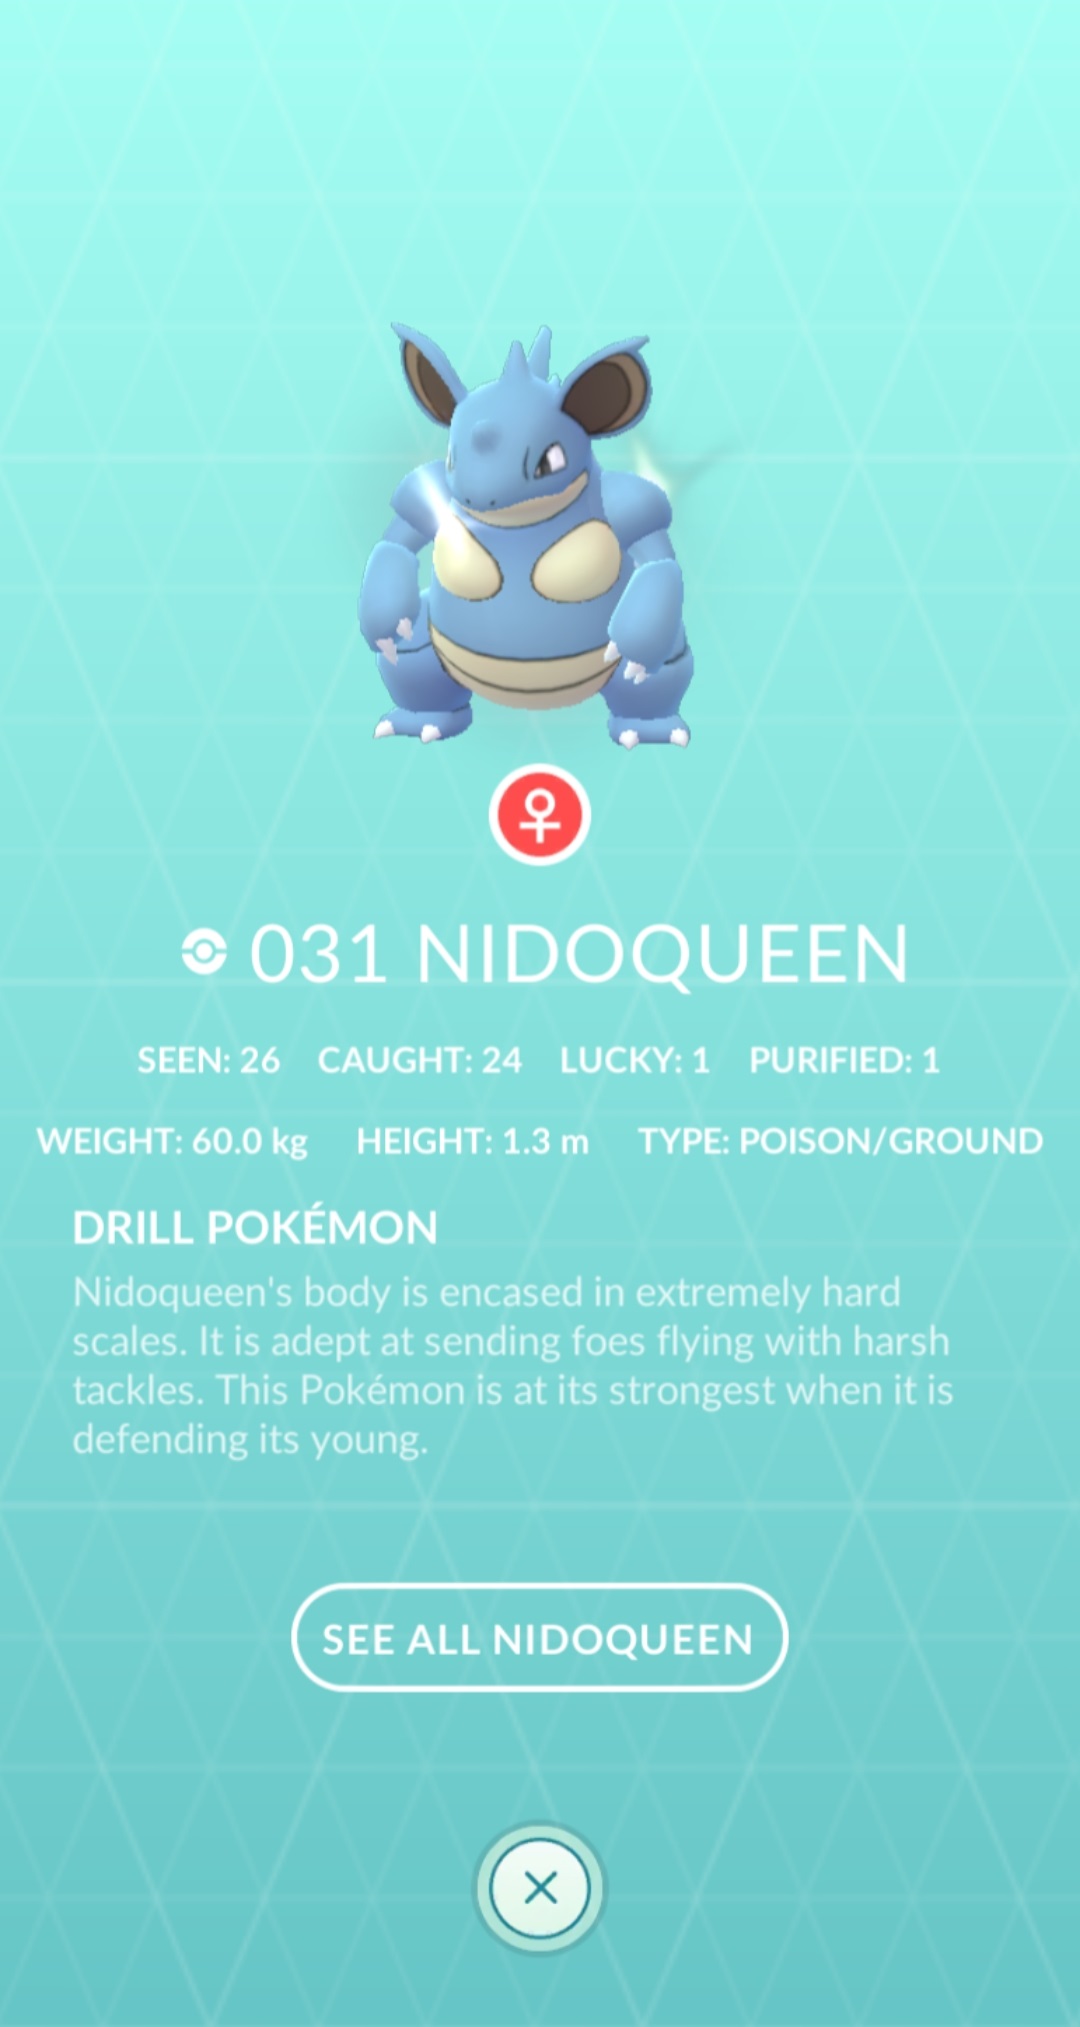 031 NIDOQUEEN
SEEN: 26 CAUGHT: 24 LUCKY: 1 PURIFIED: 1
WEIGHT: 60.0 kg HEIGHT: 1.3 m TYPE: POISON/GROUND
DRILL POKÉMON
Nidoqueen's body is encased in extremely hard
scales. It is adept at sending foes flying with harsh
tackles. This Pokémon is at its strongest when it is
defending its young.
SEE ALL NIDOQUEEN